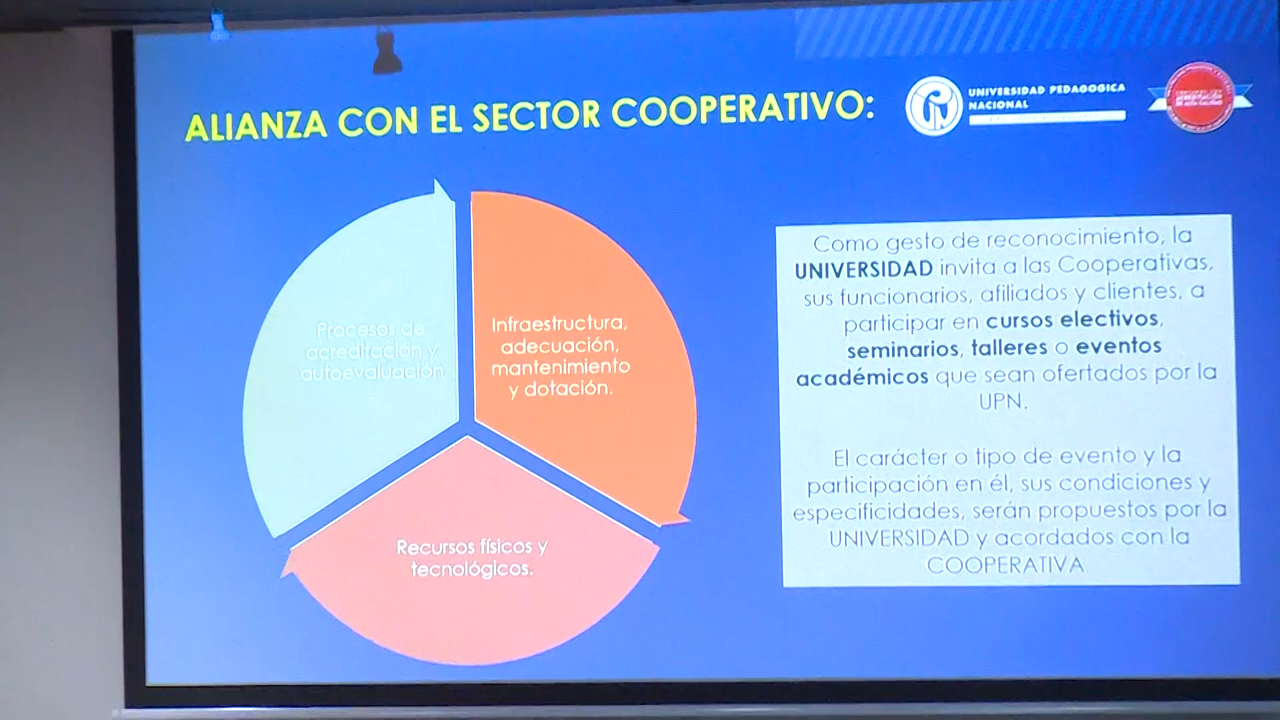 ALIANZA CON EL SECTOR COOPERATIVO:
UNIVERSIDAD PEDAGOGICA
NACIONAL
Procesos de
acreditación y
autoevaluación
.
Infraestructura,
adecuación,
mantenimiento
y dotación.
Recursos físicos y
tecnológicos.
Como gesto de reconocimiento, la
UNIVERSIDAD invita a las Cooperativas,
sus funcionarios, afiliados y clientes, a
participar en cursos electivos,
seminarios, talleres o eventos
académicos que sean ofertados por la
UPN.
El carácter o tipo de evento y la
participación en él, sus condiciones y
especificidades, serán propuestos por la
UNIVERSIDAD y acordados con la
COOPERATIVA.